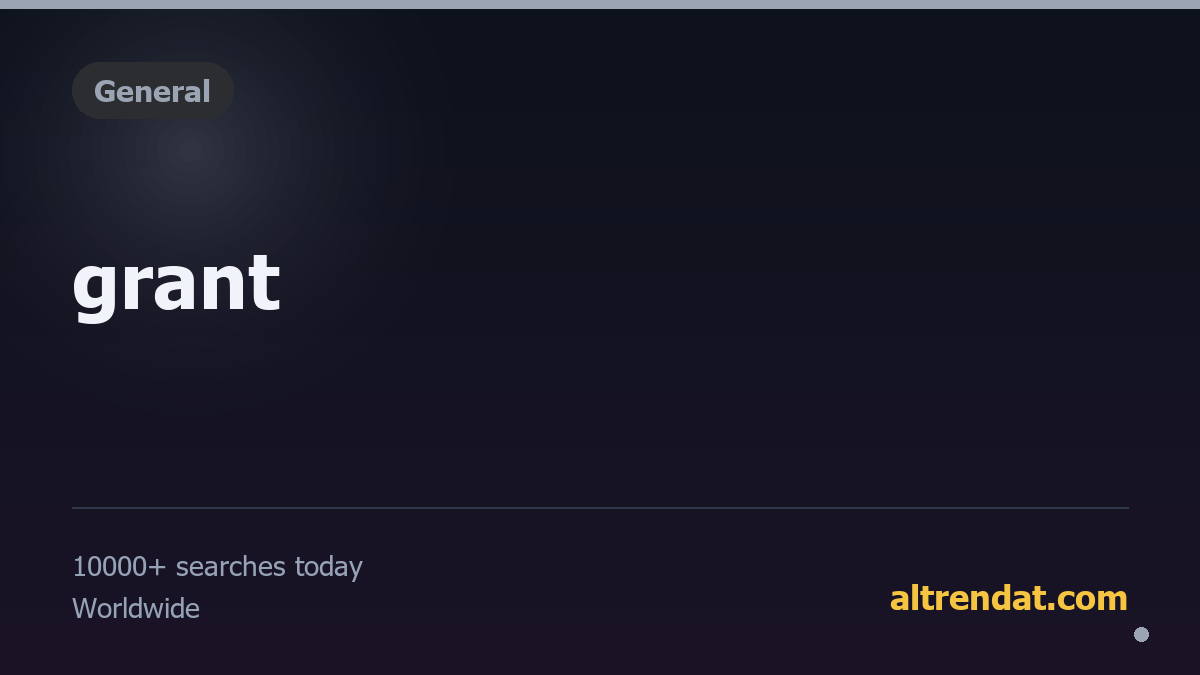 General
grant
10000+ searches today
Worldwide
altrendat.com